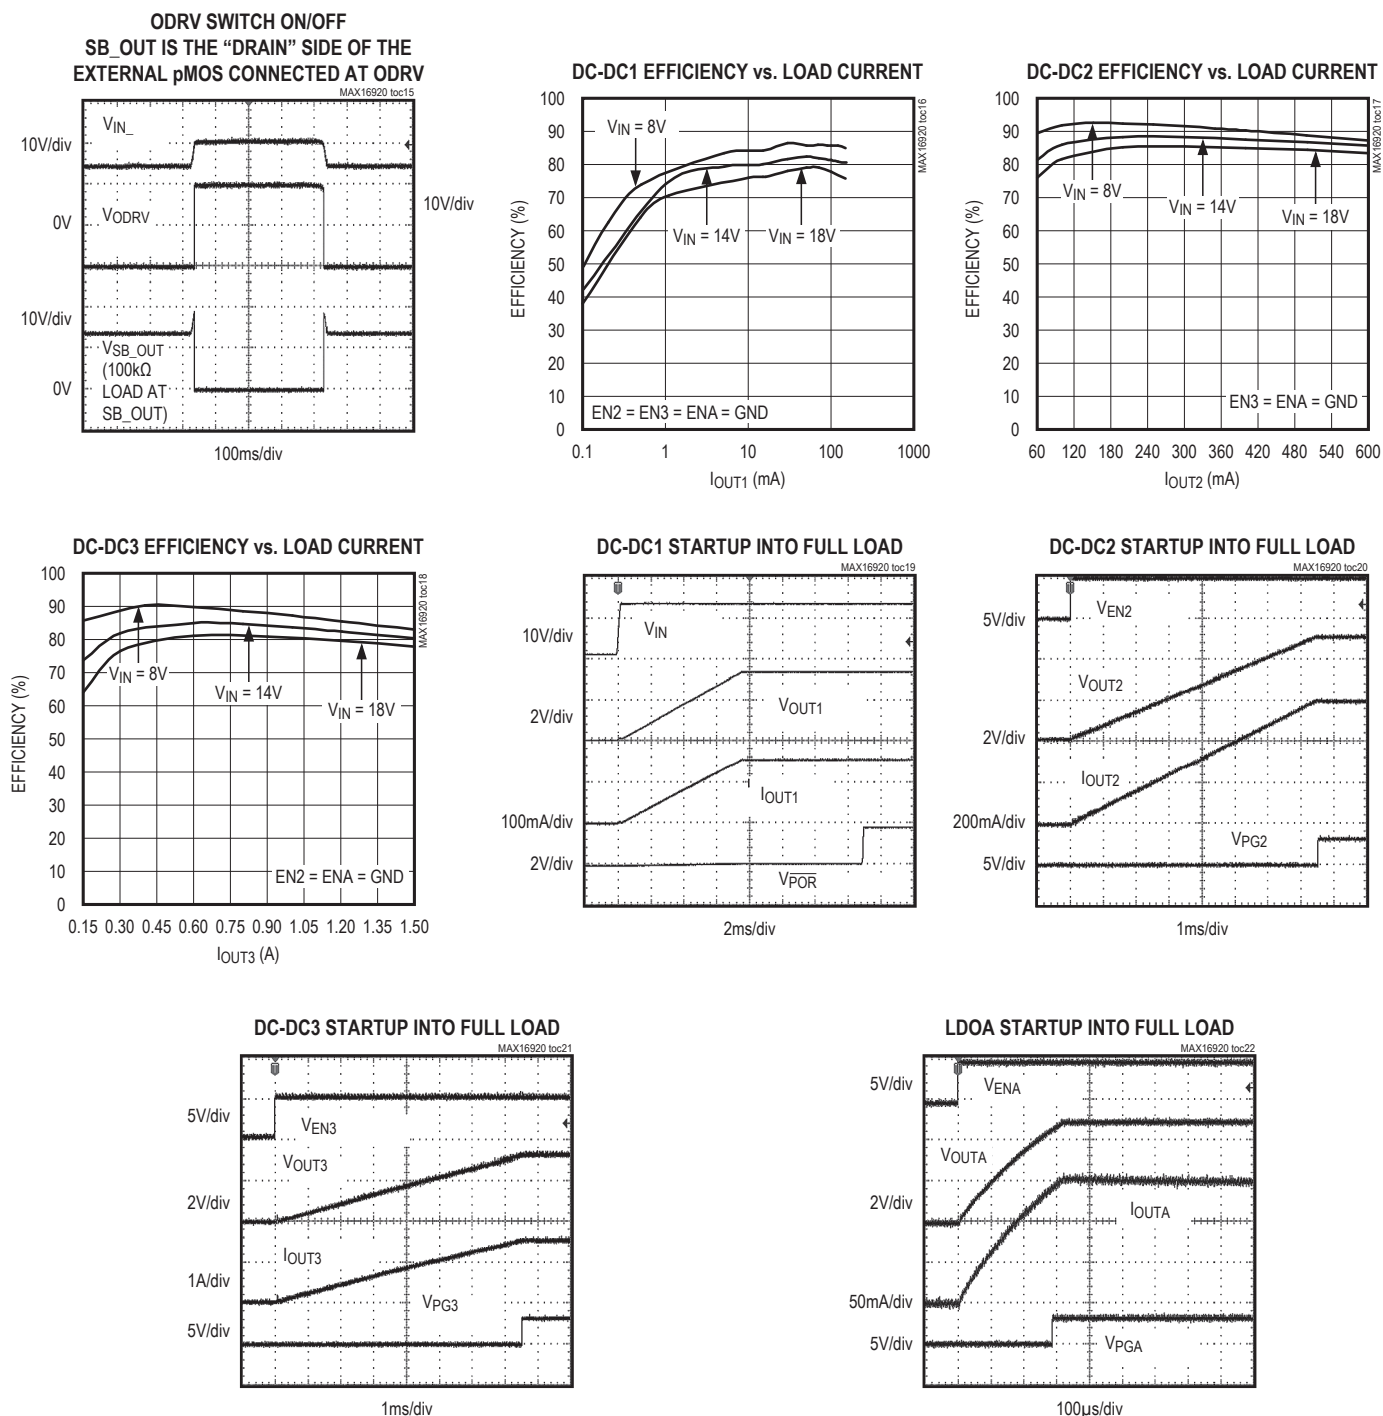 ODRV SWITCH ON/OFF
SB_OUT IS THE “DRAIN” SIDE OF THE
EXTERNAL pMOS CONNECTED AT ODRV
MAX16920 toc15
VIN_
10V/div
VODRV
0V
10V/div
10V/div
VSB_OUT
(100kΩ
LOAD AT
SB_OUT)
0V
100ms/div
DC-DC1 EFFICIENCY vs. LOAD CURRENT
MAX16920 toc16
EFFICIENCY (%)
100
90
80
70
60
50
40
30
20
10
0
VIN = 8V
VIN = 14V
VIN = 18V
EN2 = EN3 = ENA = GND
0.1 1 10 100 1000
IOUT1 (mA)
DC-DC2 EFFICIENCY vs. LOAD CURRENT
MAX16920 toc17
EFFICIENCY (%)
100
90
80
70
60
50
40
30
20
10
0
VIN = 8V
VIN = 14V
VIN = 18V
EN3 = ENA = GND
60 120 180 240 300 360 420 480 540 600
IOUT2 (mA)
DC-DC3 EFFICIENCY vs. LOAD CURRENT
MAX16920 toc18
EFFICIENCY (%)
100
90
80
70
60
50
40
30
20
10
0
VIN = 8V
VIN = 14V
VIN = 18V
EN2 = ENA = GND
0.15 0.30 0.45 0.60 0.75 0.90 1.05 1.20 1.35 1.50
IOUT3 (A)
DC-DC1 STARTUP INTO FULL LOAD
MAX16920 toc19
10V/div
VIN
2V/div
VOUT1
IOUT1
100mA/div
2V/div
VPOR
2ms/div
DC-DC2 STARTUP INTO FULL LOAD
MAX16920 toc20
5V/div
VEN2
VOUT2
2V/div
IOUT2
200mA/div
VPG2
5V/div
1ms/div
DC-DC3 STARTUP INTO FULL LOAD
MAX16920 toc21
5V/div
VEN3
VOUT3
2V/div
IOUT3
1A/div
VPG3
5V/div
1ms/div
LDOA STARTUP INTO FULL LOAD
MAX16920 toc22
5V/div
VENA
VOUTA
2V/div
IOUTA
50mA/div
5V/div
VPGA
100µs/div